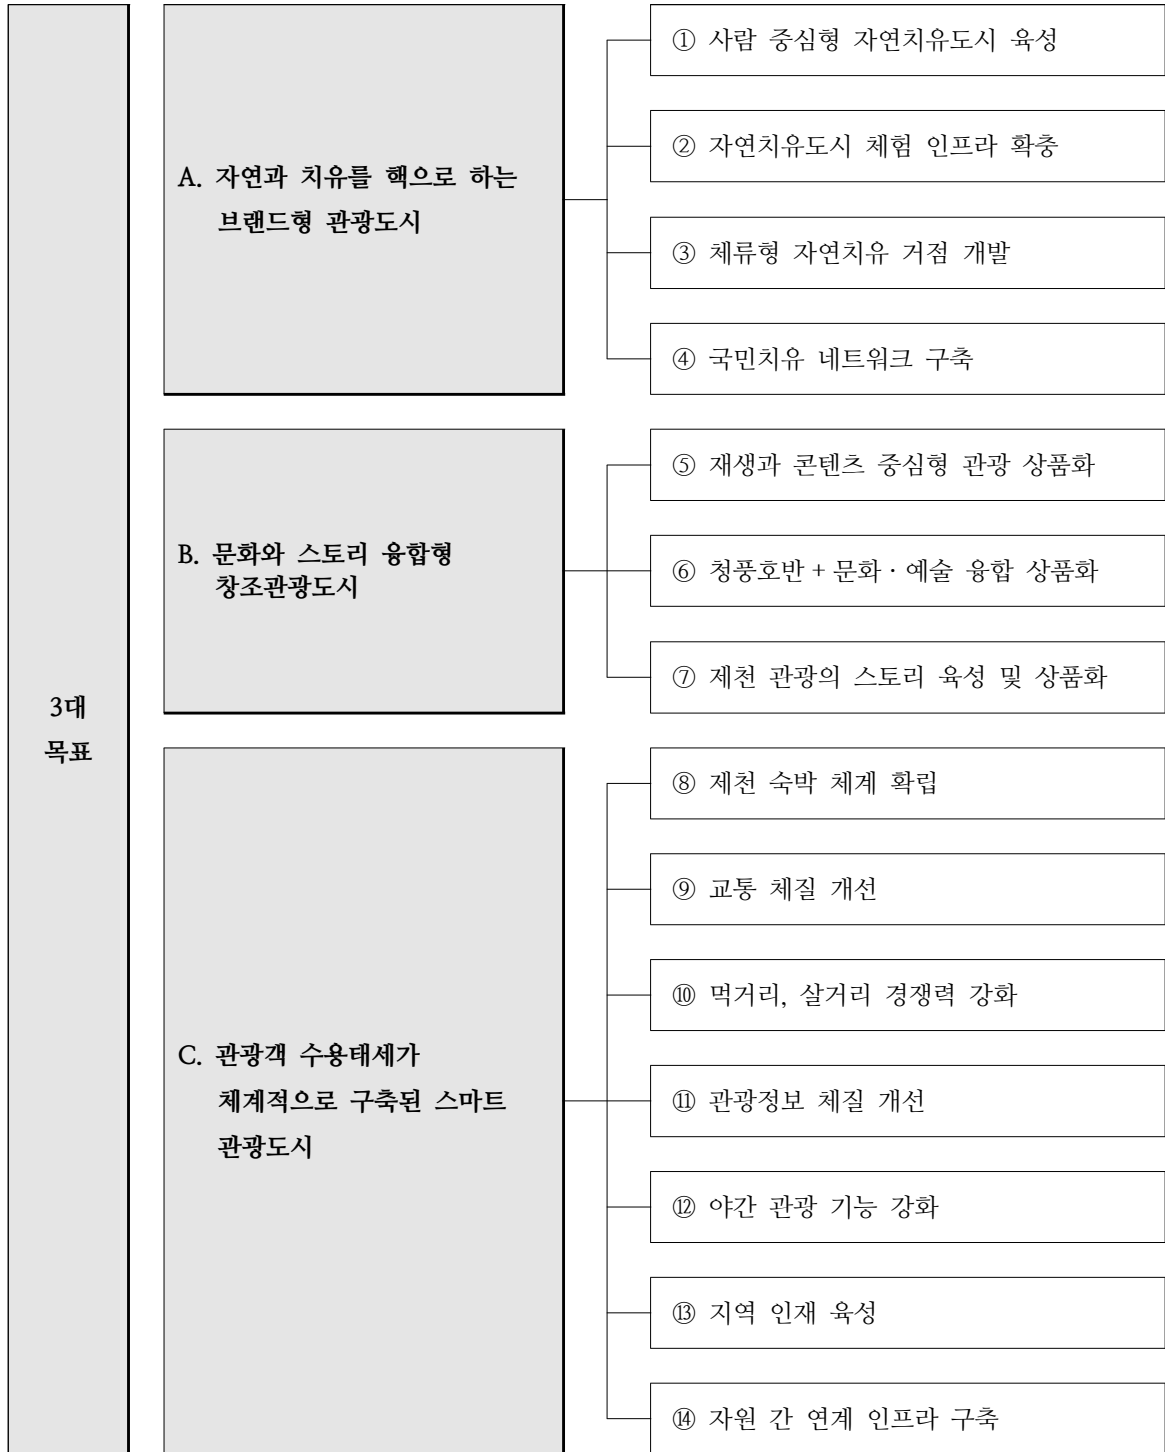 3대
목표
A. 자연과 치유를 핵으로 하는
브랜드형 관광도시
① 사람 중심형 자연치유도시 육성
② 자연치유도시 체험 인프라 확충
③ 체류형 자연치유 거점 개발
④ 국민치유 네트워크 구축
B. 문화와 스토리 융합형
창조관광도시
⑤ 재생과 콘텐츠 중심형 관광 상품화
⑥ 청풍호반 + 문화 · 예술 융합 상품화
⑦ 제천 관광의 스토리 육성 및 상품화
C. 관광객 수용태세가
체계적으로 구축된 스마트
관광도시
⑧ 제천 숙박 체계 확립
⑨ 교통 체질 개선
⑩ 먹거리, 살거리 경쟁력 강화
⑪ 관광정보 체질 개선
⑫ 야간 관광 기능 강화
⑬ 지역 인재 육성
⑭ 자원 간 연계 인프라 구축